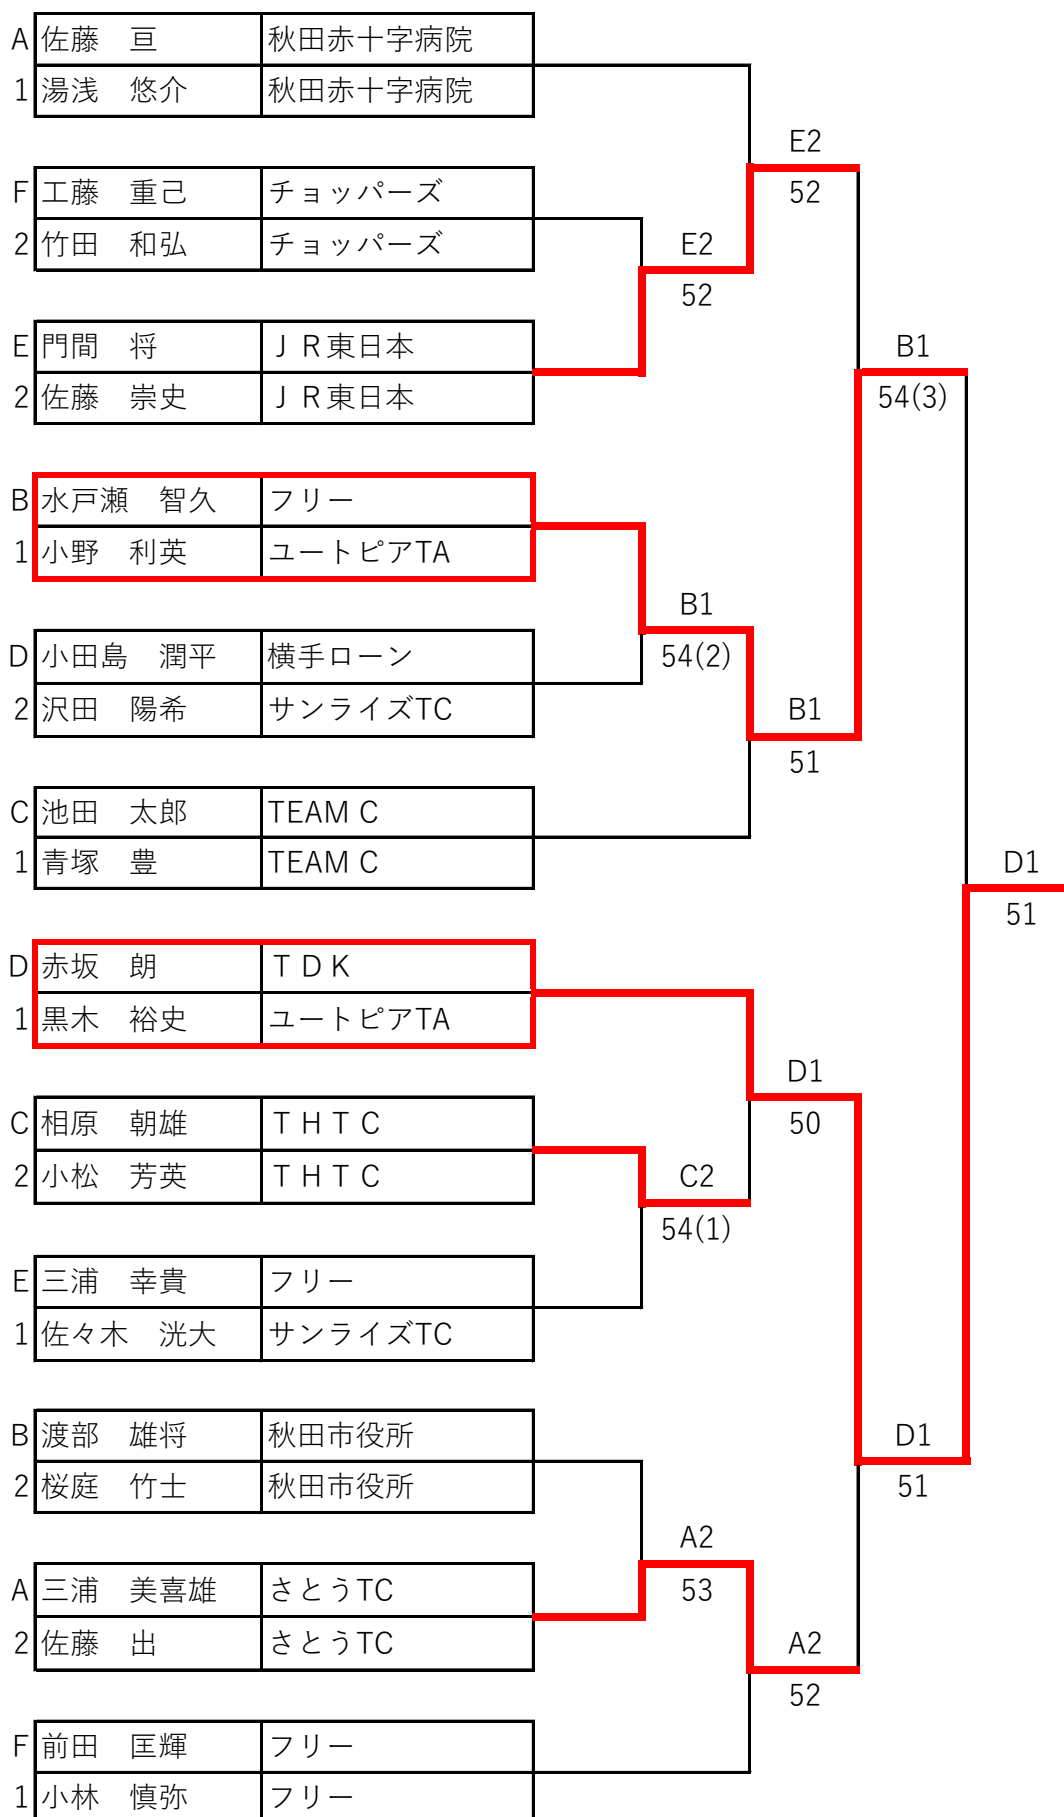 A 佐藤　亘 秋田赤十字病院
1 湯浅　悠介 秋田赤十字病院
E2
F 工藤　重己 チョッパーズ
52
2 竹田　和弘 チョッパーズ
E2
52
E 門間　将 ＪＲ東日本
B1
2 佐藤　崇史 ＪＲ東日本
54(3)
B 水戸瀬　智久 フリー
1 小野　利英 ユートピアTA
B1
D 小田島　潤平 横手ローン
54(2)
2 沢田　陽希 サンライズTC
B1
51
C 池田　太郎 TEAM C
1 青塚　豊 TEAM C
D1
51
D 赤坂　朗 ＴＤＫ
1 黒木　裕史 ユートピアTA
D1
C 相原　朝雄 ＴＨＴＣ
50
2 小松　芳英 ＴＨＴＣ
C2
54(1)
E 三浦　幸貴 フリー
1 佐々木　洸大 サンライズTC
B 渡部　雄将 秋田市役所
D1
2 桜庭　竹士 秋田市役所
51
A2
A 三浦　美喜雄 さとうTC
53
2 佐藤　出 さとうTC
A2
52
F 前田　匡輝 フリー
1 小林　慎弥 フリー